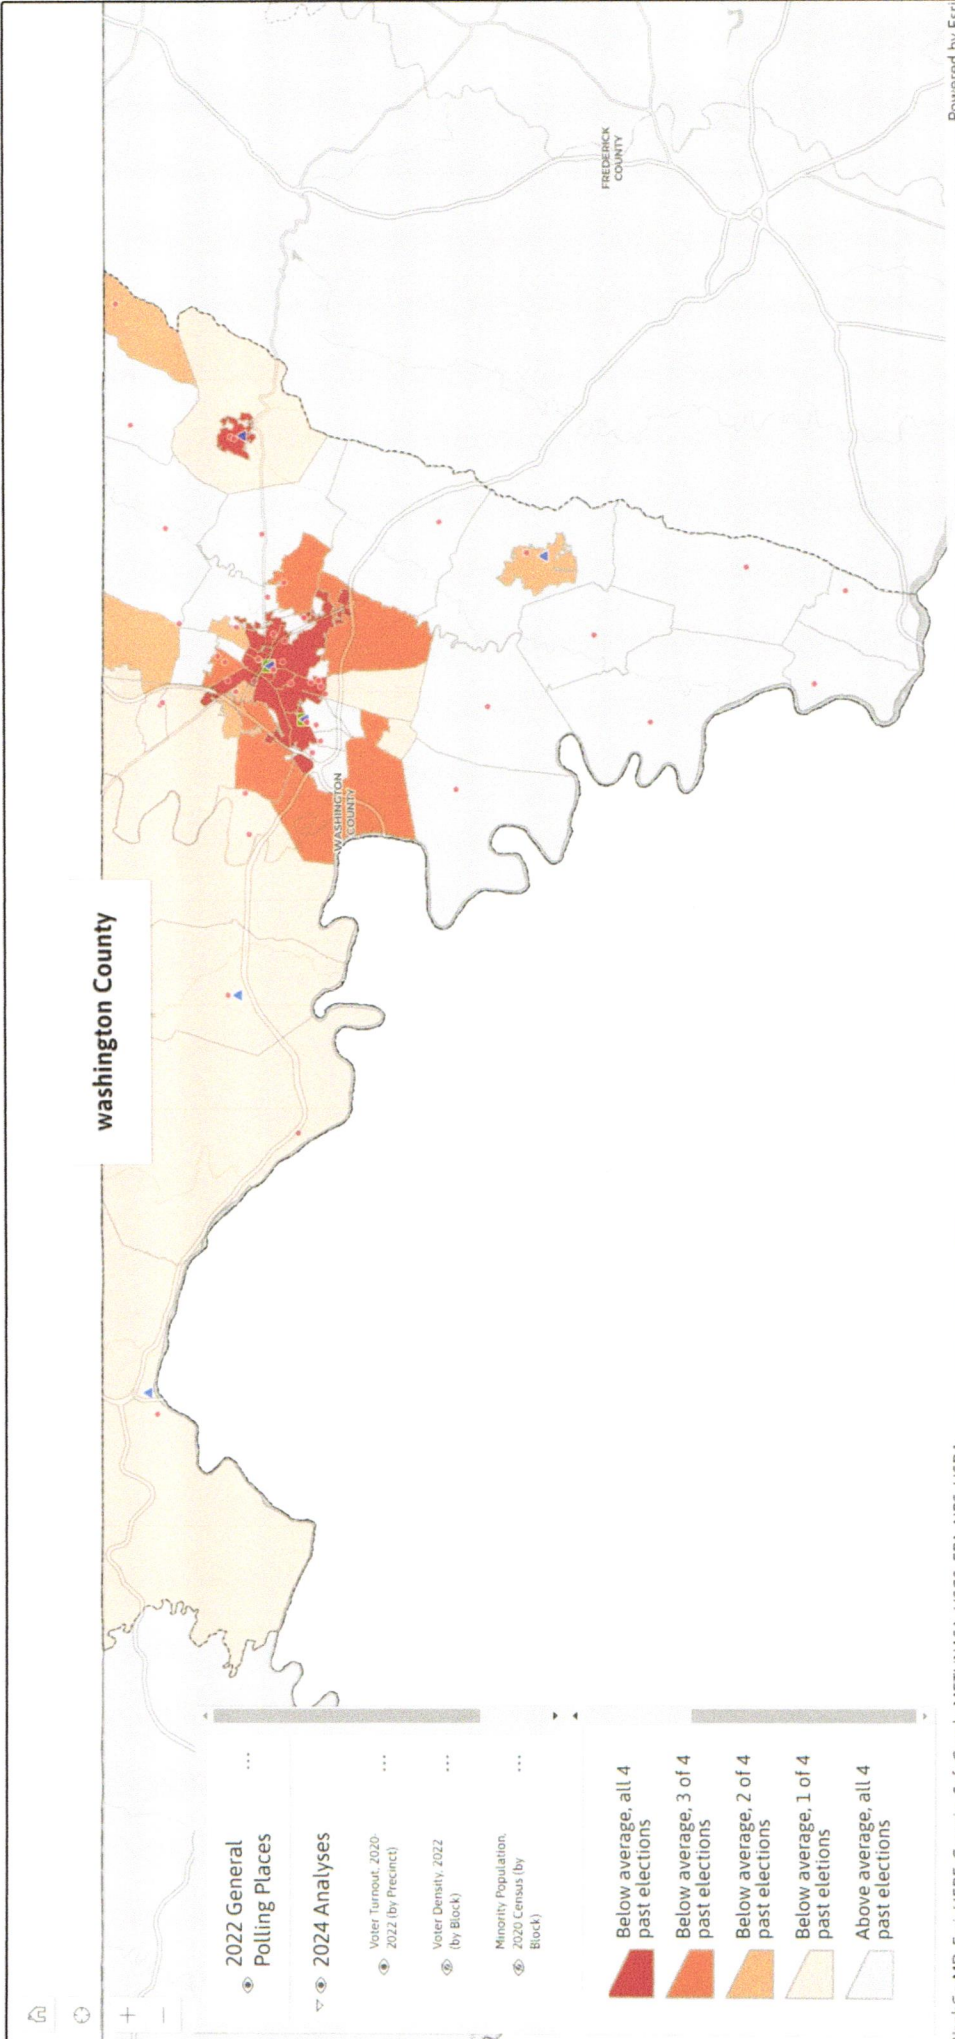 washington County
2022 General
Polling Places
...
2024 Analyses
Voter Turnout, 2020-
2022 (by Precinct)
...
Voter Density, 2022
(by Block)
...
Minority Population,
2020 Census (by
Block)
...
Below average, all 4
past elections
Below average, 3 of 4
past elections
Below average, 2 of 4
past elections
Below average, 1 of 4
past eletions
Above average, all 4
past elections
WASHINGTON
COUNTY
FREDERICK
COUNTY
Powered by Esri